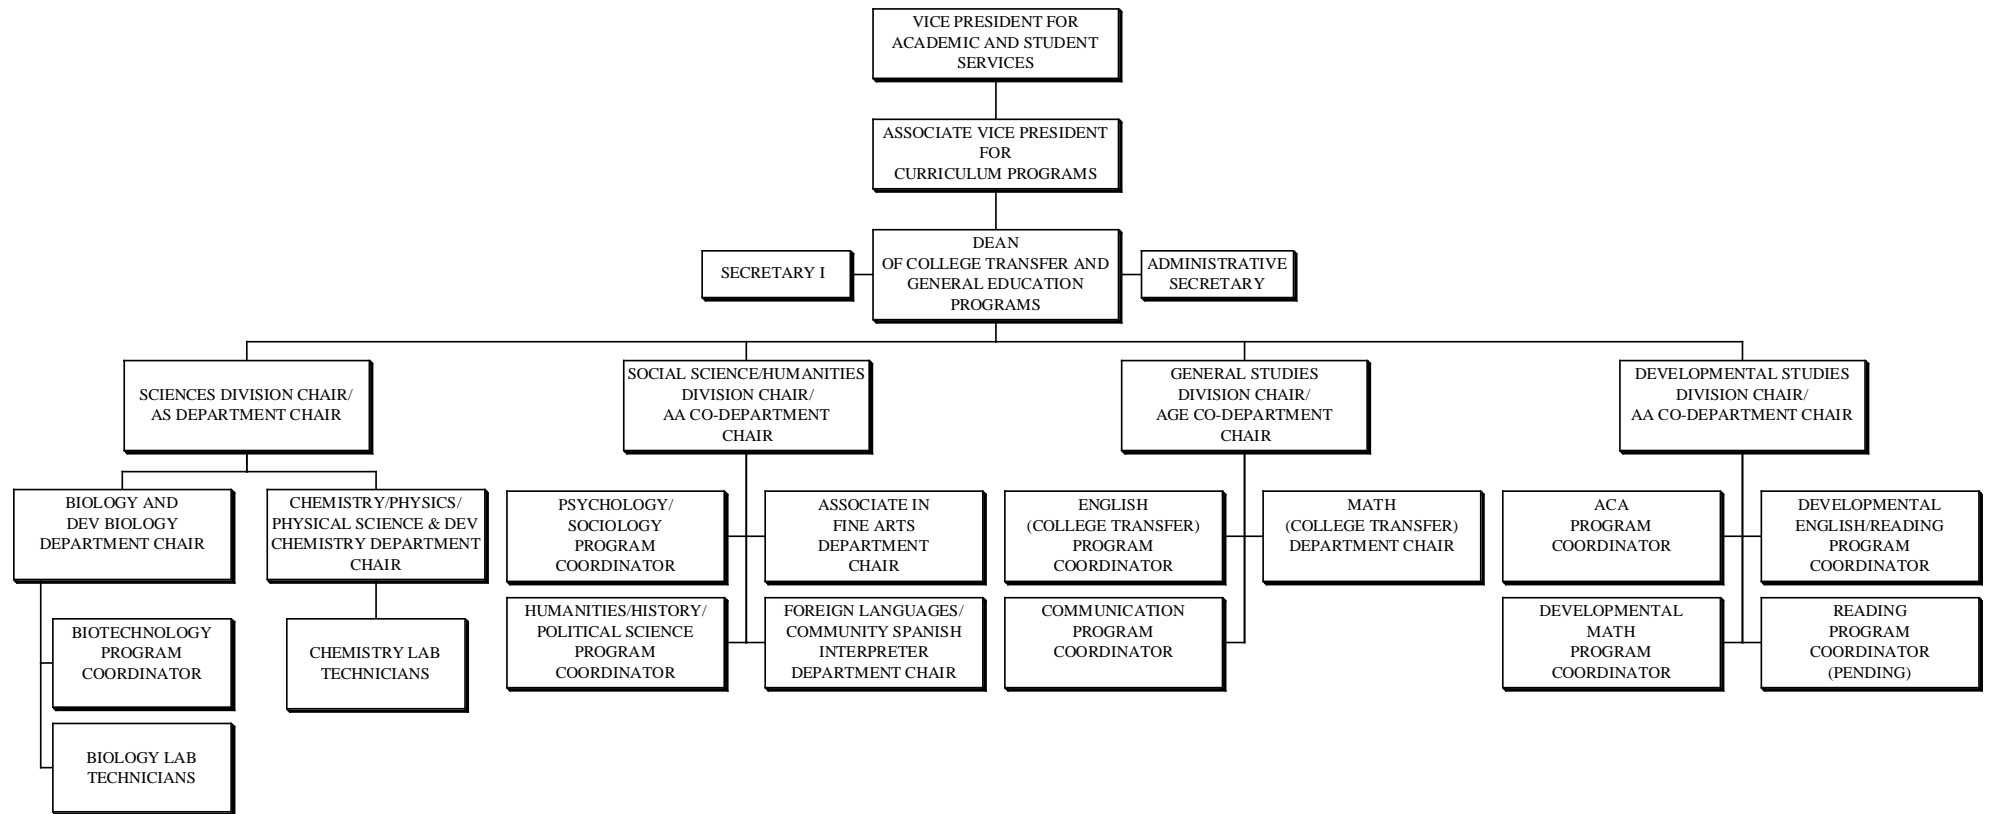 VICE PRESIDENT FOR
ACADEMIC AND STUDENT
SERVICES
ASSOCIATE VICE PRESIDENT
FOR
CURRICULUM PROGRAMS
SECRETARY I
DEAN
OF COLLEGE TRANSFER AND
GENERAL EDUCATION
PROGRAMS
ADMINISTRATIVE
SECRETARY
SCIENCES DIVISION CHAIR/
AS DEPARTMENT CHAIR
SOCIAL SCIENCE/HUMANITIES
DIVISION CHAIR/
AA CO-DEPARTMENT
CHAIR
GENERAL STUDIES
DIVISION CHAIR/
AGE CO-DEPARTMENT
CHAIR
DEVELOPMENTAL STUDIES
DIVISION CHAIR/
AA CO-DEPARTMENT CHAIR
BIOLOGY AND
DEV BIOLOGY
DEPARTMENT CHAIR
CHEMISTRY/PHYSICS/
PHYSICAL SCIENCE & DEV
CHEMISTRY DEPARTMENT
CHAIR
PSYCHOLOGY/
SOCIOLOGY
PROGRAM
COORDINATOR
ASSOCIATE IN
FINE ARTS
DEPARTMENT
CHAIR
ENGLISH
(COLLEGE TRANSFER)
PROGRAM
COORDINATOR
MATH
(COLLEGE TRANSFER)
DEPARTMENT CHAIR
ACA
PROGRAM
COORDINATOR
DEVELOPMENTAL
ENGLISH/READING
PROGRAM
COORDINATOR
BIOTECHNOLOGY
PROGRAM
COORDINATOR
CHEMISTRY LAB
TECHNICIANS
HUMANITIES/HISTORY/
POLITICAL SCIENCE
PROGRAM
COORDINATOR
FOREIGN LANGUAGES/
COMMUNITY SPANISH
INTERPRETER
DEPARTMENT CHAIR
COMMUNICATION
PROGRAM
COORDINATOR
DEVELOPMENTAL
MATH
PROGRAM
COORDINATOR
READING
PROGRAM
COORDINATOR
(PENDING)
BIOLOGY LAB
TECHNICIANS